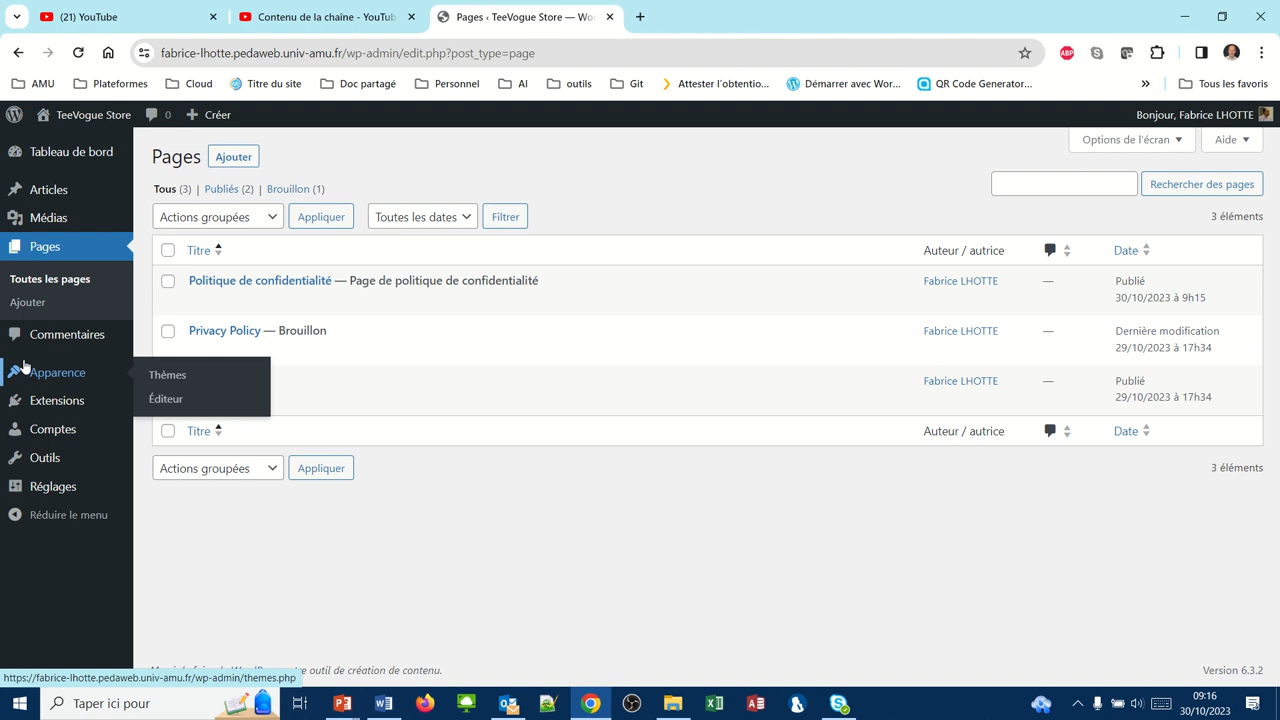 (21) YouTube
Contenu de la chaine - YouTub
Pages ‹ TeeVogue Store — Wo
fabrice-lhotte.pedaweb.univ-amu.fr/wp-admin/edit.php?post_type=page
ABP
AMU
Plateformes
Cloud
Titre du site
Doc partagé
Personnel
AI
outils
Git
Attester l'obtentio...
Démarrer avec Wor...
QR Code Generator...
»
Tous les favoris
TeeVogue Store
0
Créer
Bonjour, Fabrice LHOTTE
Tableau de bord
Articles
Médias
Pages
Toutes les pages
Ajouter
Commentaires
Apparence
Thèmes
Éditeur
Extensions
Comptes
Outils
Réglages
Réduire le menu
Options de l'écran
Aide
Pages
Ajouter
Tous (3) | Publiés (2) | Brouillon (1)
Rechercher des pages
Actions groupées
Appliquer
Toutes les dates
Filtrer
3 éléments
Titre
Auteur / autrice
Date
Politique de confidentialité — Page de politique de confidentialité
Fabrice LHOTTE
—
Publié
30/10/2023 à 9h15
Privacy Policy — Brouillon
Fabrice LHOTTE
—
Dernière modification
29/10/2023 à 17h34
Fabrice LHOTTE
—
Publié
29/10/2023 à 17h34
Titre
Auteur / autrice
Date
Actions groupées
Appliquer
3 éléments
outil de création de contenu.
Version 6.3.2
https://fabrice-lhotte.pedaweb.univ-amu.fr/wp-admin/themes.php
Taper ici pour
09:16
30/10/2023